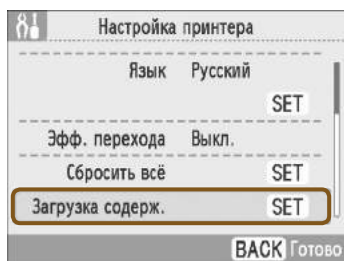 Настройка принтера
Язык Русский
SET
Эфф. перехода Выкл.
Сбросить всё SET
Загрузка содерж. SET
BACK Готово